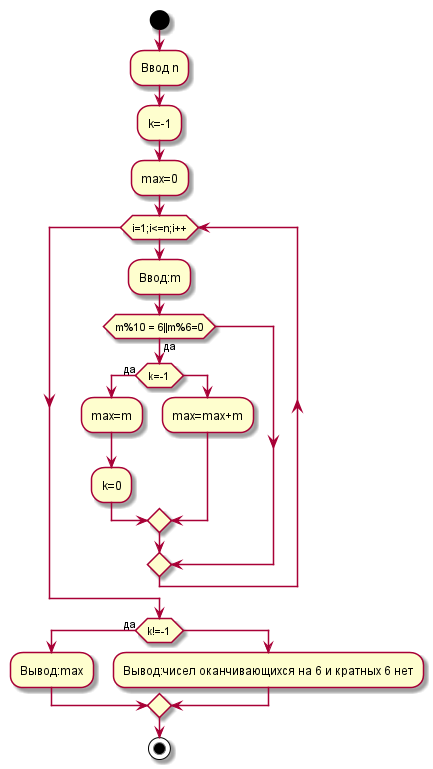 Ввод n
k=-1
max=0
i=1;i<=n;i++
Ввод:m
m%10 = 6||m%6=0
да
да
k=-1
max=m
max=max+m
k=0
да
k!=-1
Вывод:max
Вывод:чисел оканчивающихся на 6 и кратных 6 нет